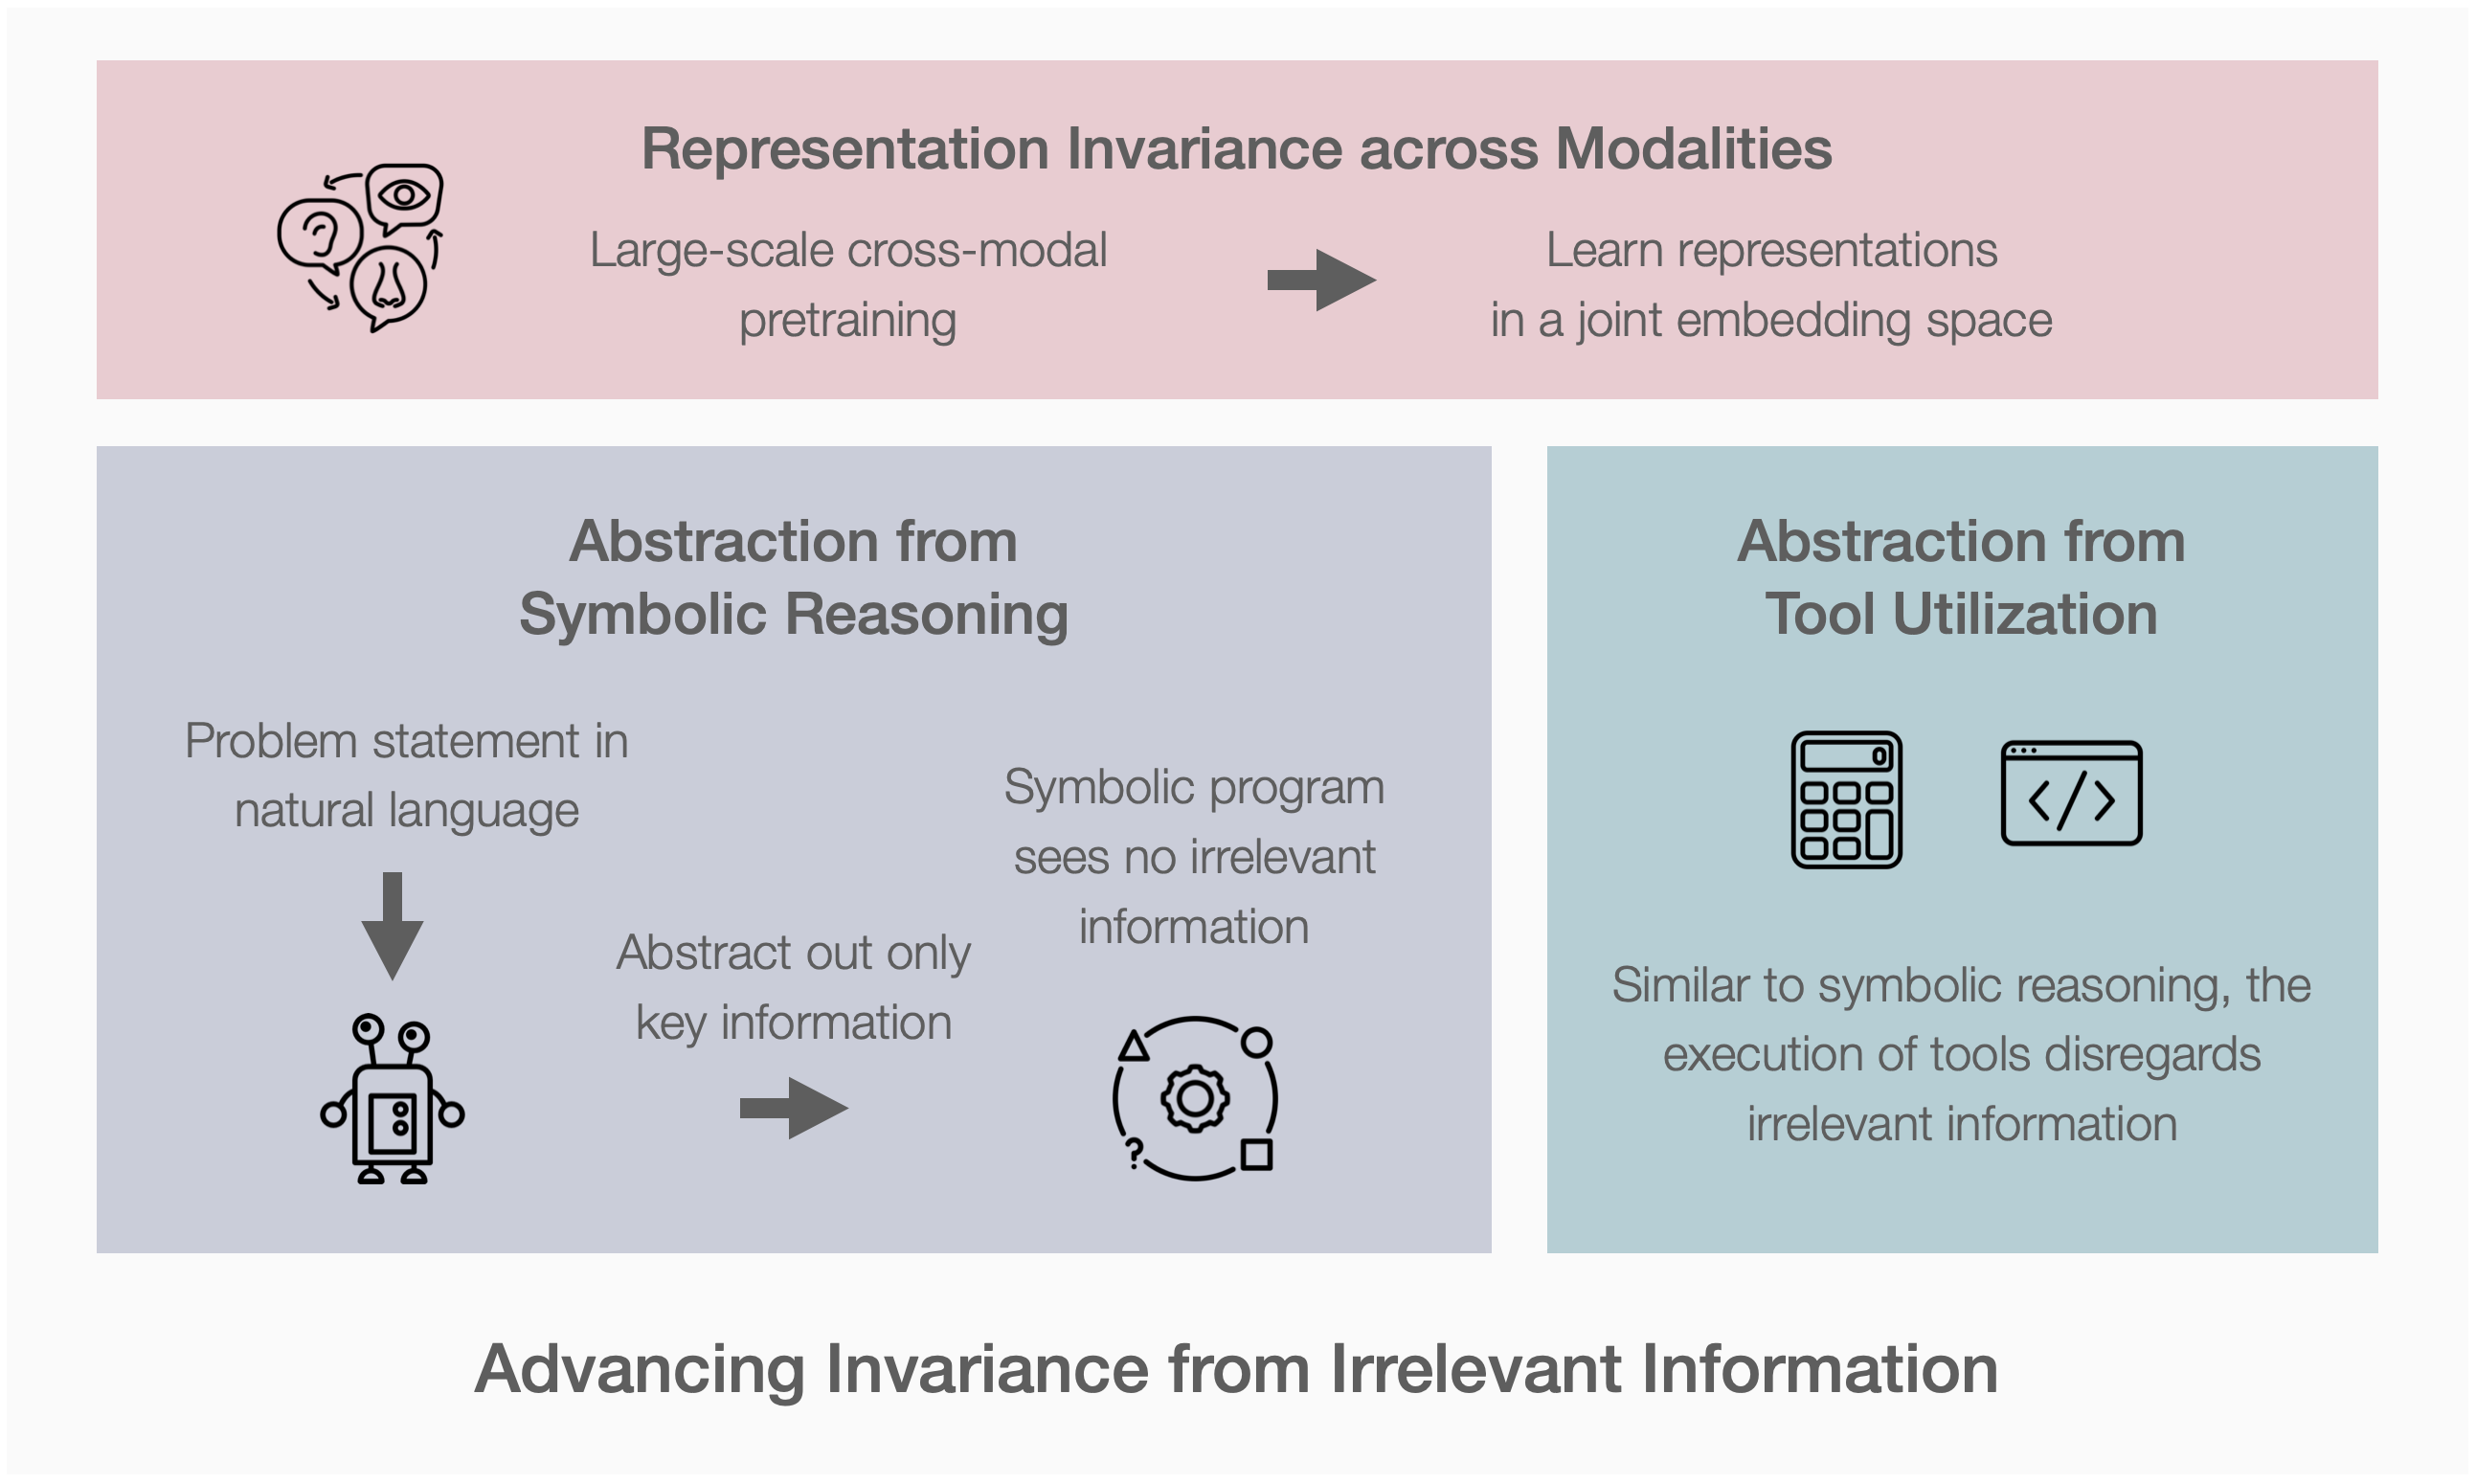 Representation Invariance across Modalities
Large-scale cross-modal
pretraining
Learn representations
in a joint embedding space
Abstraction from
Symbolic Reasoning
Problem statement in
natural language
Abstract out only
key information
Symbolic program
sees no irrelevant
information
?
Abstraction from
Tool Utilization
0
</>
Similar to symbolic reasoning, the
execution of tools disregards
irrelevant information
Advancing Invariance from Irrelevant Information